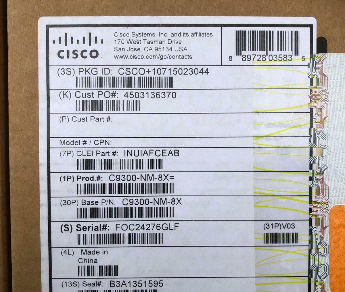 CISCO
Cisco Systems, Inc. and its affiliates
170 West Tasman Drive
San Jose, CA 95134 USA
www.cisco.com/go/contacts
8 89728 03583 5
(3S) PKG ID: CSCO+10715023044
(K) Cust PO#: 4503136370
(P) Cust Part #:
Model # / CPN:
(7P) CLEI Part#: INUIAFCEAB
(1P) Prod.#: C9300-NM-8X=
(30P) Base P/N: C9300-NM-8X
(S) Serial#: FOC24276GLF
(31P)V03
(4L) Made in
China
(13S) Seal#: B3A1351595